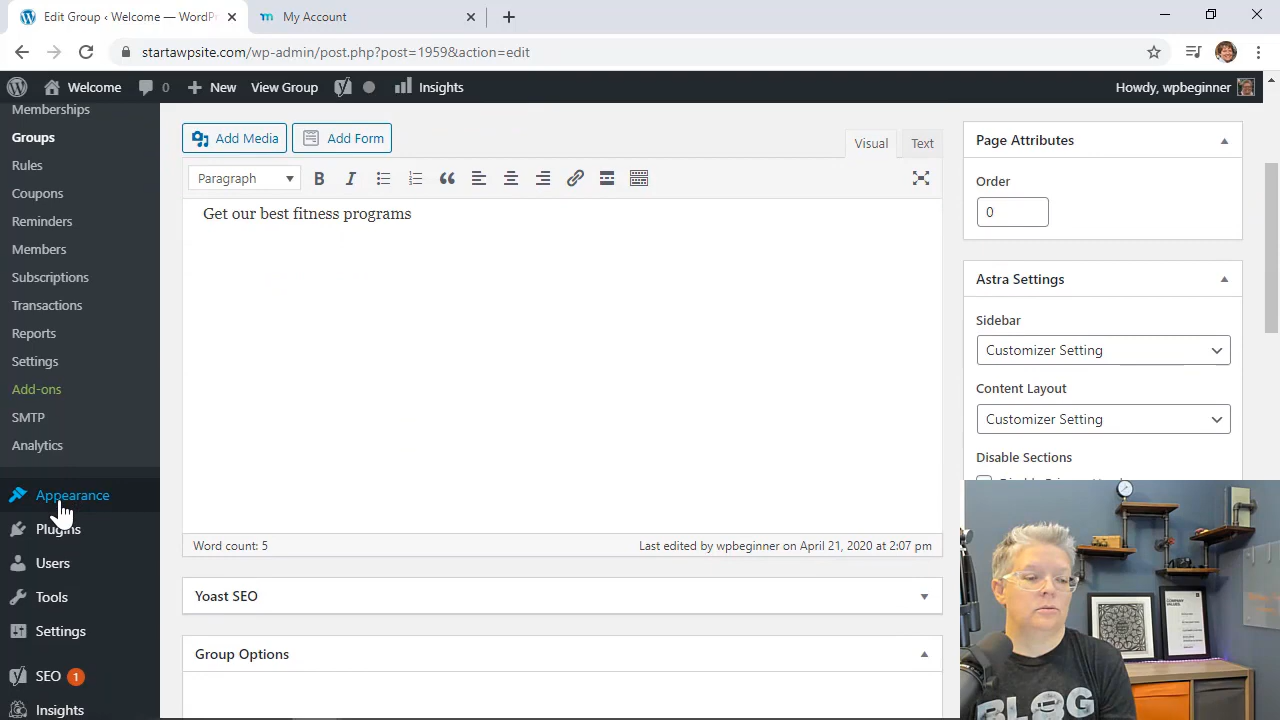 Edit Group ‹ Welcome — WordP
My Account
startawpsite.com/wp-admin/post.php?post=1959&action=edit
Welcome
0
New
View Group
Insights
Howdy, wpbeginner
Memberships
Groups
Rules
Coupons
Reminders
Members
Subscriptions
Transactions
Reports
Settings
Add-ons
SMTP
Analytics
Appearance
Plugins
Users
Tools
Settings
SEO 1
Insights
Add Media
Add Form
Visual
Text
Paragraph
B
I
Get our best fitness programs
Word count: 5
Last edited by wpbeginner on April 21, 2020 at 2:07 pm
Yoast SEO
Group Options
Page Attributes
Order
0
Astra Settings
Sidebar
Customizer Setting
Content Layout
Customizer Setting
Disable Sections
COMPANY
VALUES
BLOG